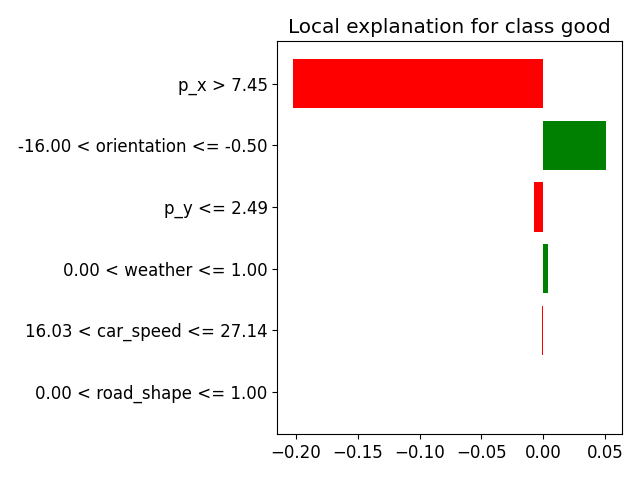 Local explanation for class good
p_x > 7.45
-16.00 < orientation <= -0.50
p_y <= 2.49
0.00 < weather <= 1.00
16.03 < car_speed <= 27.14
0.00 < road_shape <= 1.00
−0.20 −0.15 −0.10 −0.05 0.00 0.05